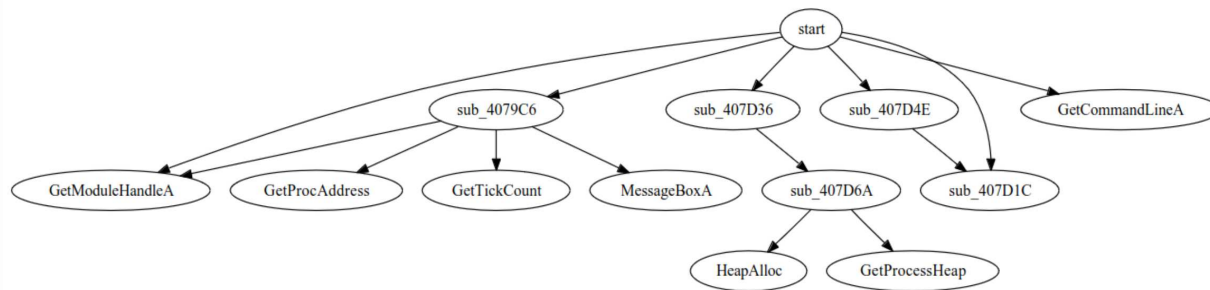 start
sub_4079C6
sub_407D36
sub_407D4E
GetCommandLineA
GetModuleHandleA
GetProcAddress
GetTickCount
MessageBoxA
sub_407D6A
sub_407D1C
HeapAlloc
GetProcessHeap